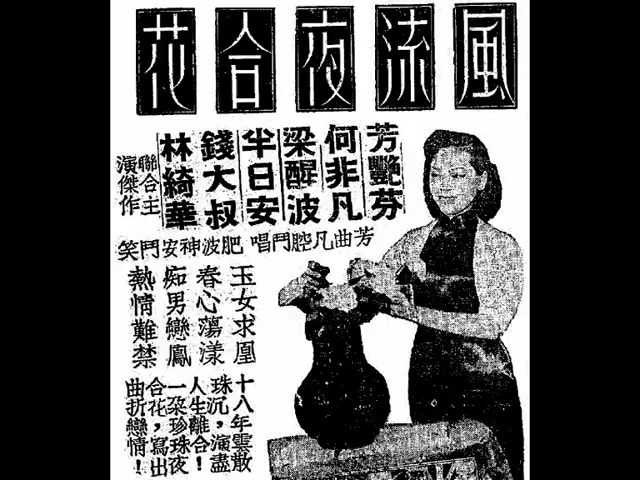 風流夜合花
芳艷芬
何非凡
梁醒波
半日安
錢大叔
林綺華
聯合主
演傑作
芳曲凡腔鬥唱 肥波神安鬥笑
玉女求凰
春心蕩漾
痴男戀鳳
熱情難禁
十八年雲散
珠沉，演盡
人生離合！
一朶珍珠夜
合花，寫出
曲折戀情！